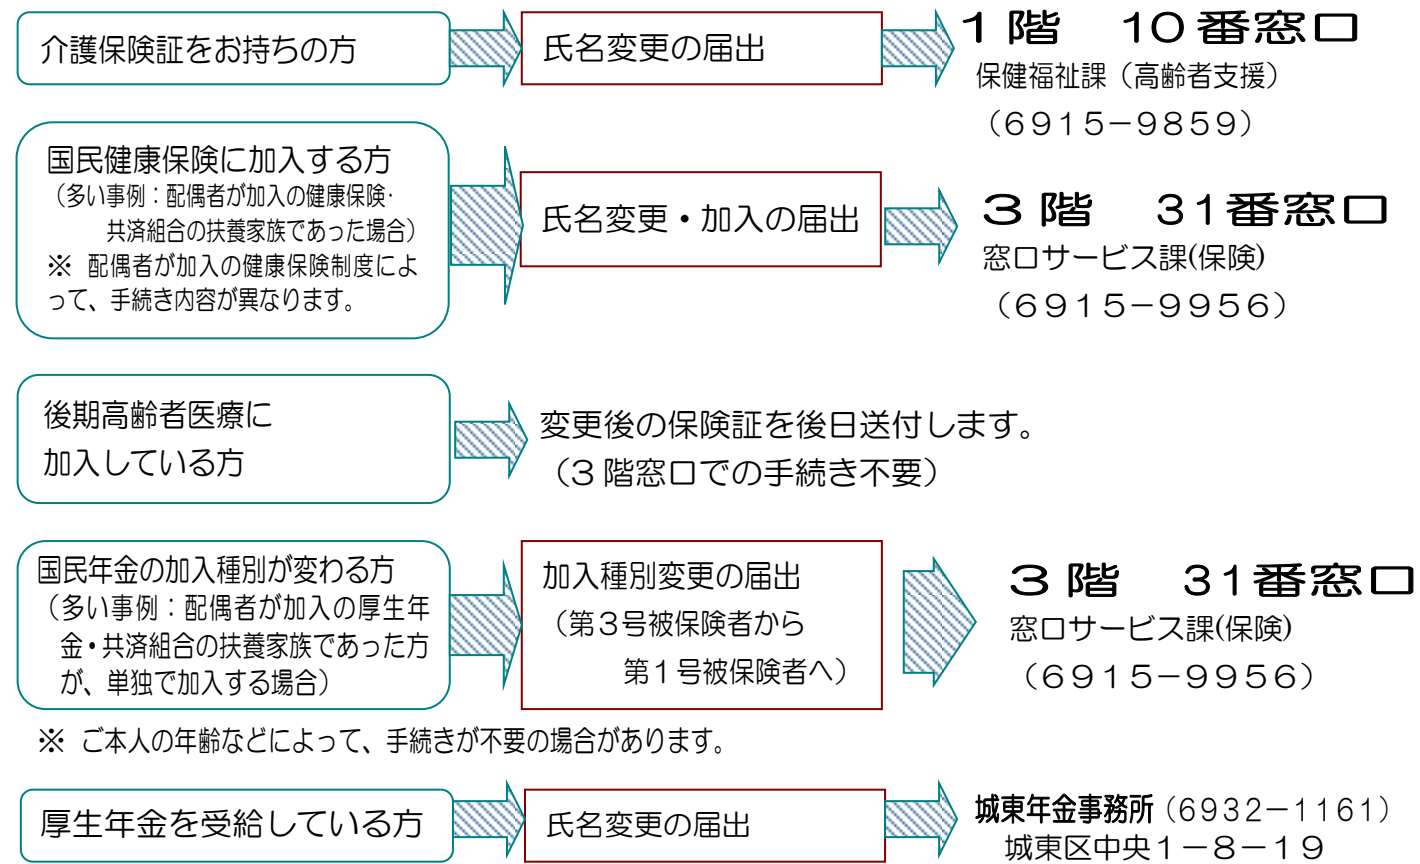 介護保険証をお持ちの方
氏名変更の届出
1階　10番窓口
保健福祉課（高齢者支援）
（6915－9859）
国民健康保険に加入する方
（多い事例：配偶者が加入の健康保険・
共済組合の扶養家族であった場合）
※ 配偶者が加入の健康保険制度によ
って、手続き内容が異なります。
氏名変更・加入の届出
3階　31番窓口
窓口サービス課(保険)
（6915－9956）
後期高齢者医療に
加入している方
変更後の保険証を後日送付します。
（3階窓口での手続き不要）
国民年金の加入種別が変わる方
（多い事例：配偶者が加入の厚生年
金・共済組合の扶養家族であった方
が、単独で加入する場合）
加入種別変更の届出
（第3号被保険者から
第1号被保険者へ）
3階　31番窓口
窓口サービス課(保険)
（6915－9956）
※ ご本人の年齢などによって、手続きが不要の場合があります。
厚生年金を受給している方
氏名変更の届出
城東年金事務所（6932－1161）
城東区中央1－8－19